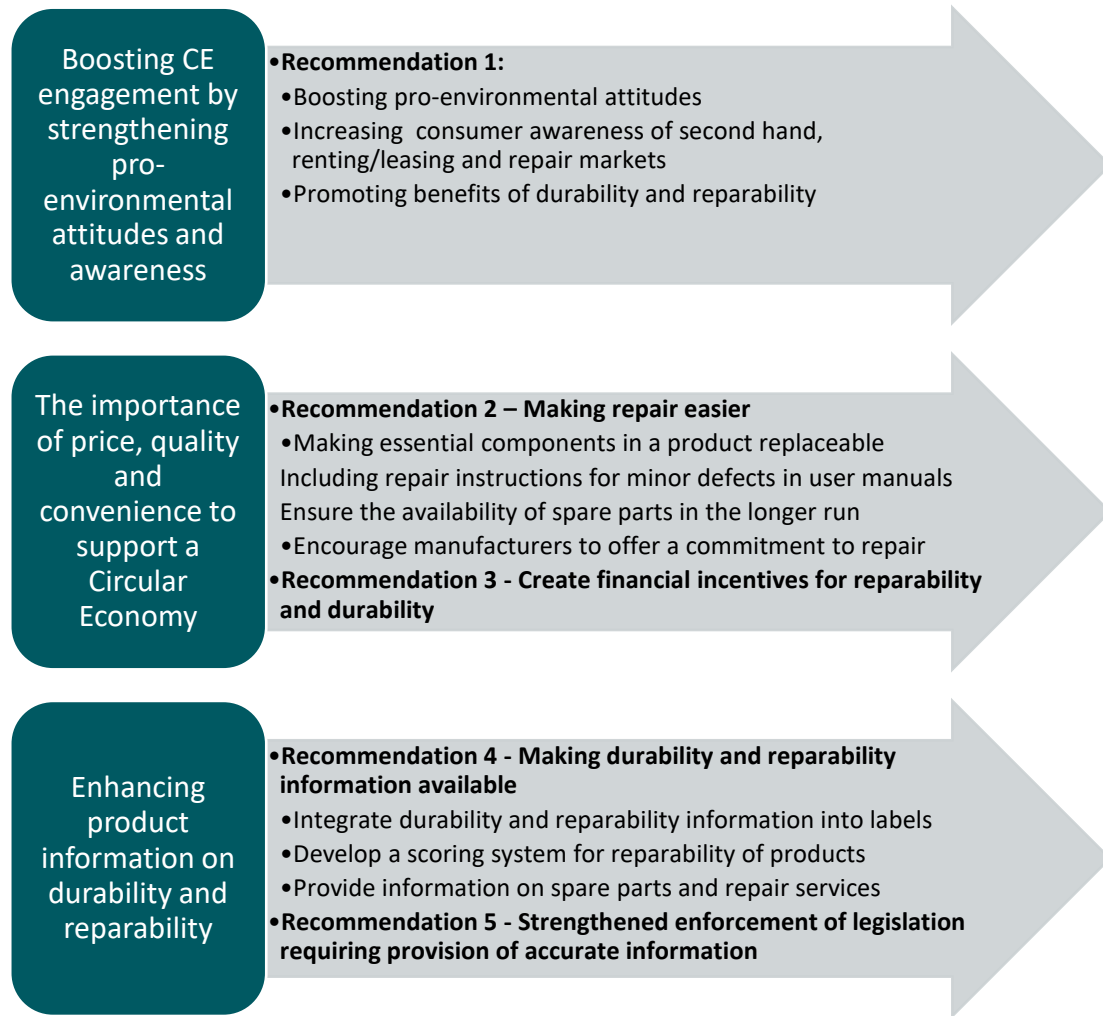 Boosting CE
engagement by
strengthening
pro-
environmental
attitudes and
awareness
•Recommendation 1:
•Boosting pro-environmental attitudes
•Increasing consumer awareness of second hand,
renting/leasing and repair markets
•Promoting benefits of durability and reparability
The importance
of price, quality
and
convenience to
support a
Circular
Economy
•Recommendation 2 – Making repair easier
•Making essential components in a product replaceable
Including repair instructions for minor defects in user manuals
Ensure the availability of spare parts in the longer run
•Encourage manufacturers to offer a commitment to repair
•Recommendation 3 - Create financial incentives for reparability
and durability
Enhancing
product
information on
durability and
reparability
•Recommendation 4 - Making durability and reparability
information available
•Integrate durability and reparability information into labels
•Develop a scoring system for reparability of products
•Provide information on spare parts and repair services
•Recommendation 5 - Strengthened enforcement of legislation
requiring provision of accurate information